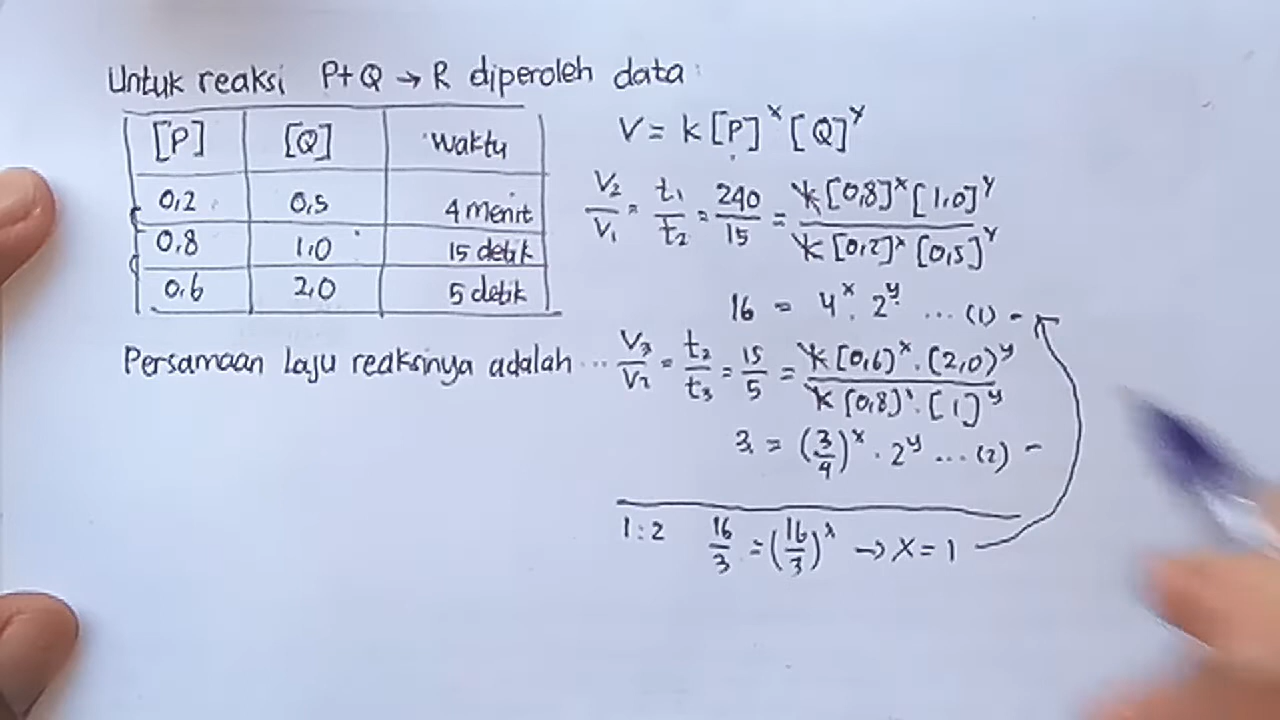 Untuk reaksi P+Q → R diperoleh data :
[P] [Q] waktu
0,2 0,5 4 menit
0,8 1,0 15 detik
0,6 2,0 5 detik
Persamaan laju reaksinya adalah ...
V = k [P]^x [Q]^y
V₂/V₁ = t₁/t₂ = 240/15 = k[0,8]^x [1,0]^y / k[0,2]^x [0,5]^y
16 = 4^x . 2^y ... (1) -
V₃/V₂ = t₂/t₃ = 15/5 = k[0,6]^x . (2,0)^y / k[0,8]^x . [1]^y
3 = (3/4)^x . 2^y ... (2) -
1 : 2 16/3 = (16/3)^x → x = 1